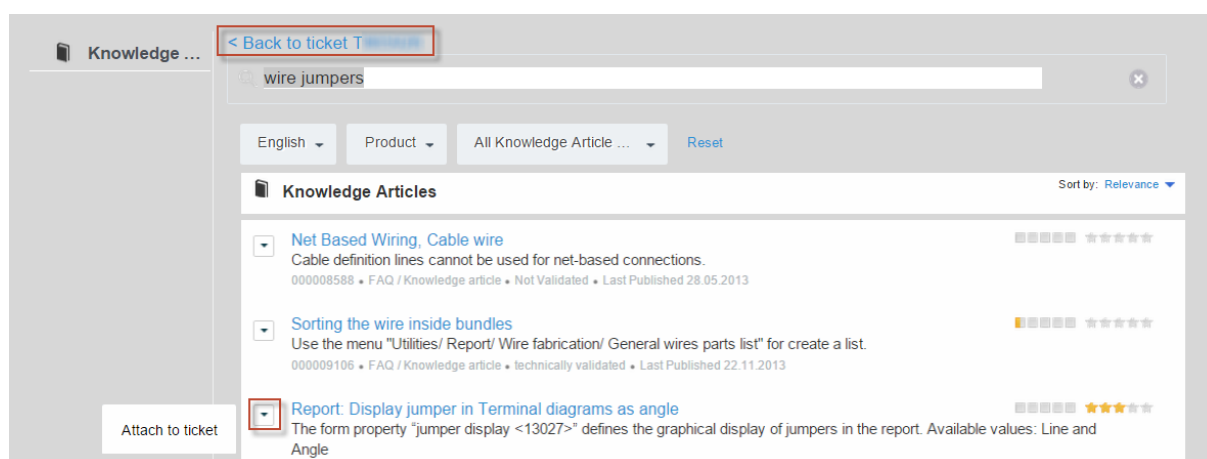 Knowledge ...
< Back to ticket T
wire jumpers
English
Product
All Knowledge Article ...
Reset
Knowledge Articles
Sort by: Relevance
Net Based Wiring, Cable wire
Cable definition lines cannot be used for net-based connections.
000008588 • FAQ / Knowledge article • Not Validated • Last Published 28.05.2013
Sorting the wire inside bundles
Use the menu "Utilities/ Report/ Wire fabrication/ General wires parts list" for create a list.
000009106 • FAQ / Knowledge article • technically validated • Last Published 22.11.2013
Attach to ticket
Report: Display jumper in Terminal diagrams as angle
The form property "jumper display <13027>" defines the graphical display of jumpers in the report. Available values: Line and
Angle